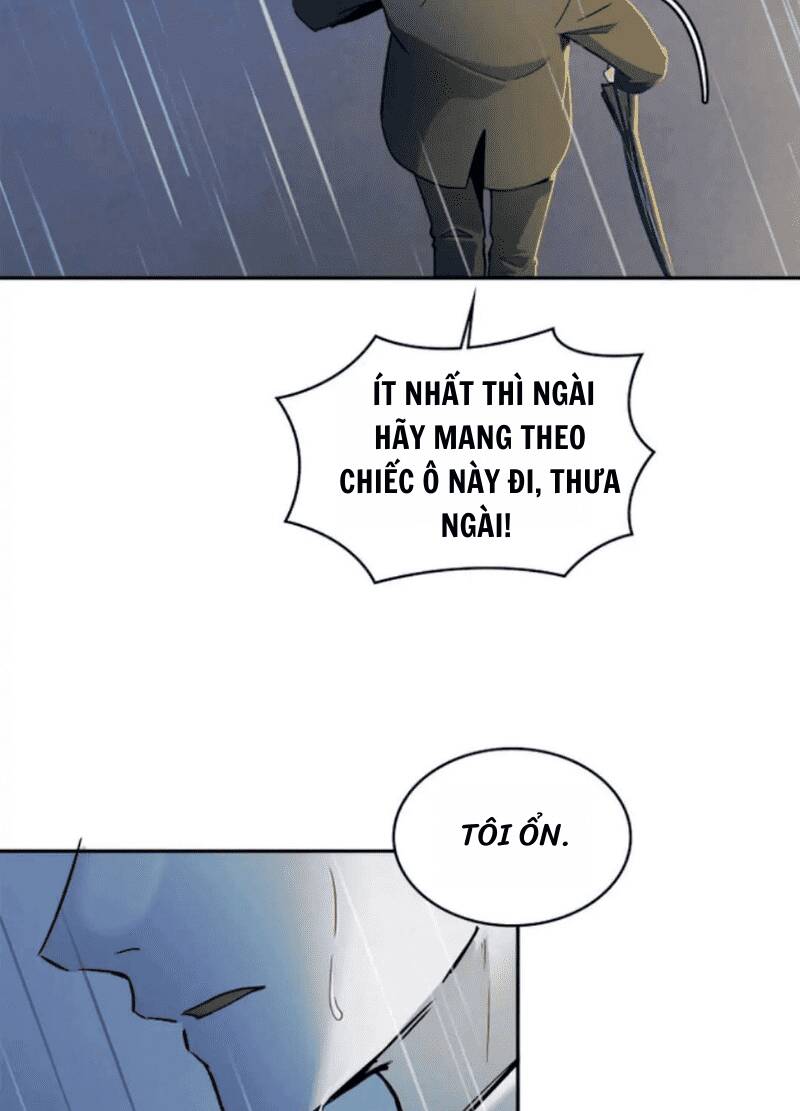 ÍT NHẤT THÌ NGÀI
HÃY MANG THEO
CHIẾC Ô NÀY ĐI, THƯA
NGÀI!
TÔI ỔN.